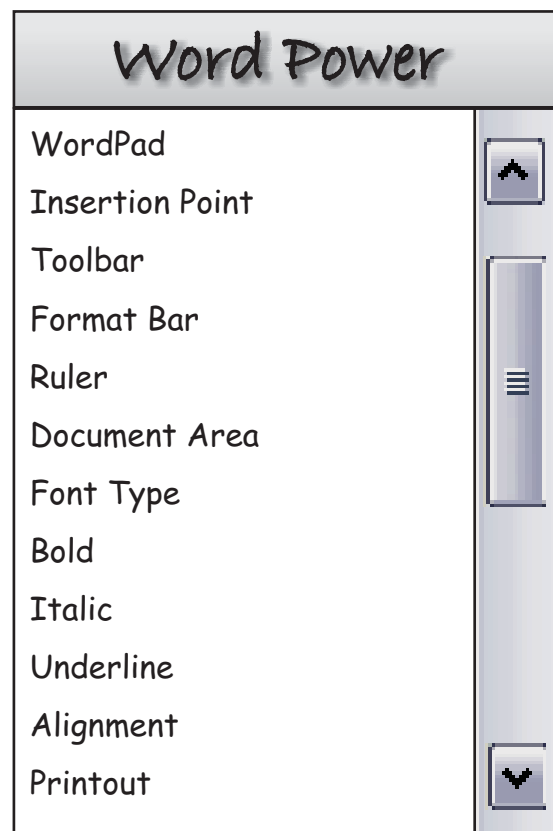 Word Power
WordPad
Insertion Point
Toolbar
Format Bar
Ruler
Document Area
Font Type
Bold
Italic
Underline
Alignment
Printout